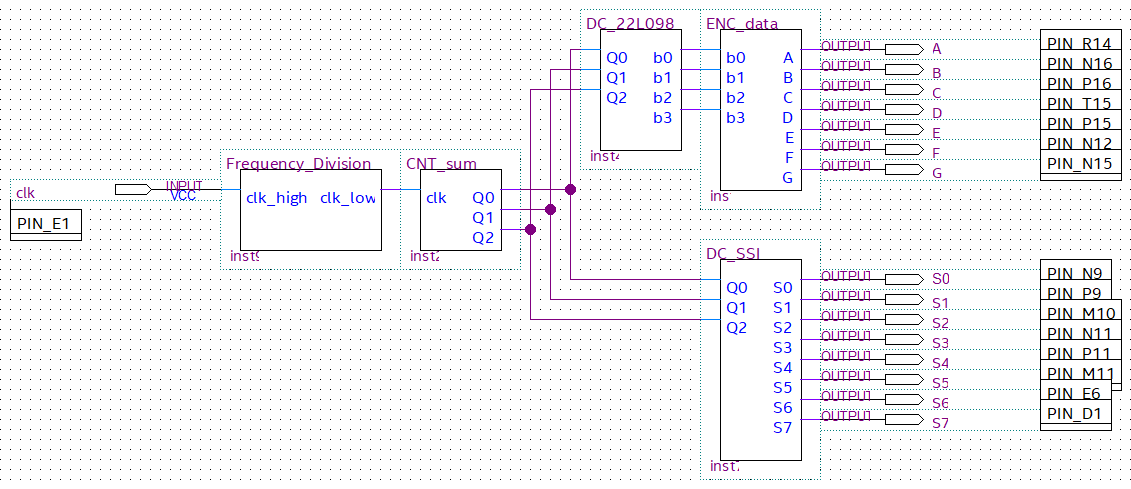 DC_22L098
Q0 b0
Q1 b1
Q2 b2
b3
ENC_data
b0 A
b1 B
b2 C
b3 D
E
F
G
OUTPUT A PIN_R14
OUTPUT B PIN_N16
OUTPUT C PIN_P16
OUTPUT D PIN_T15
OUTPUT E PIN_P15
OUTPUT F PIN_N12
OUTPUT G PIN_N15
clk INPUT
VCC
PIN_E1
Frequency_Division
clk_high clk_low
CNT_sum
clk Q0
Q1
Q2
DC_SSI
Q0 S0
Q1 S1
Q2 S2
S3
S4
S5
S6
S7
OUTPUT S0 PIN_N9
OUTPUT S1 PIN_P9
OUTPUT S2 PIN_M10
OUTPUT S3 PIN_N11
OUTPUT S4 PIN_P11
OUTPUT S5 PIN_M11
OUTPUT S6 PIN_E6
OUTPUT S7 PIN_D1